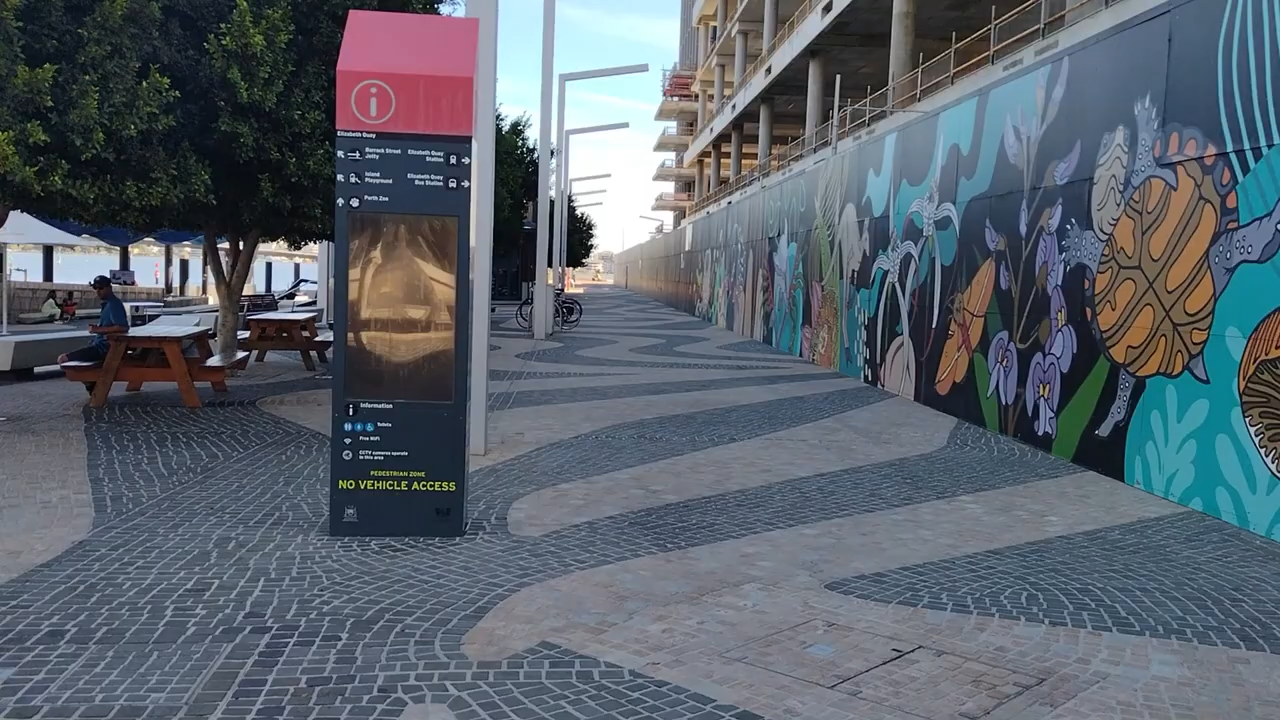 i
Elizabeth Quay
Barrack Street
Jetty
Elizabeth Quay
Station
Island
Playground
Elizabeth Quay
Bus Station
Perth Zoo
i Information
Toilets
Free WiFi
CCTV cameras operate
in this area
PEDESTRIAN ZONE
NO VEHICLE ACCESS